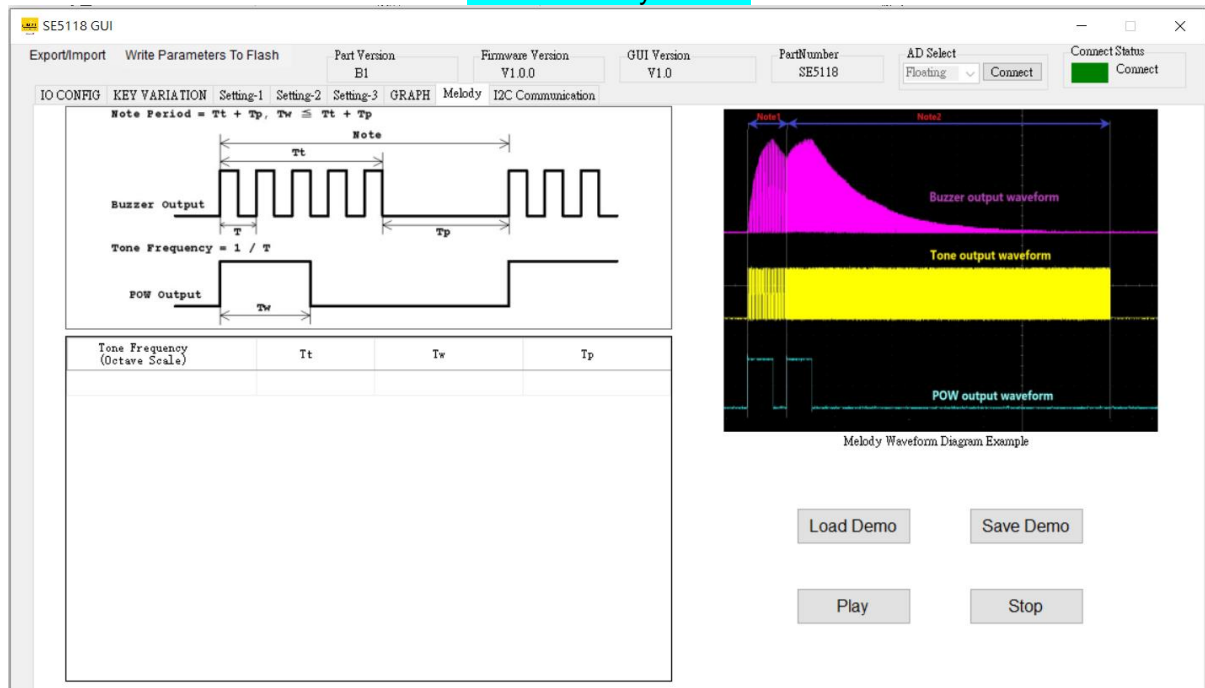 SE5118 GUI
Export/Import Write Parameters To Flash
Part Version
B1
Firmware Version
V1.0.0
GUI Version
V1.0
PartNumber
SE5118
AD Select
Floating Connect
Connect Status
Connect
IO CONFIG KEY VARIATION Setting-1 Setting-2 Setting-3 GRAPH Melody I2C Communication
Note Period = Tt + Tp, Tw ≦ Tt + Tp
Note
Tt
Buzzer Output
T
Tp
Tone Frequency = 1 / T
POW Output
Tw
Tone Frequency
(Octave Scale)
Tt
Tw
Tp
Note1 Note2
Buzzer output waveform
Tone output waveform
POW output waveform
Melody Waveform Diagram Example
Load Demo Save Demo
Play Stop